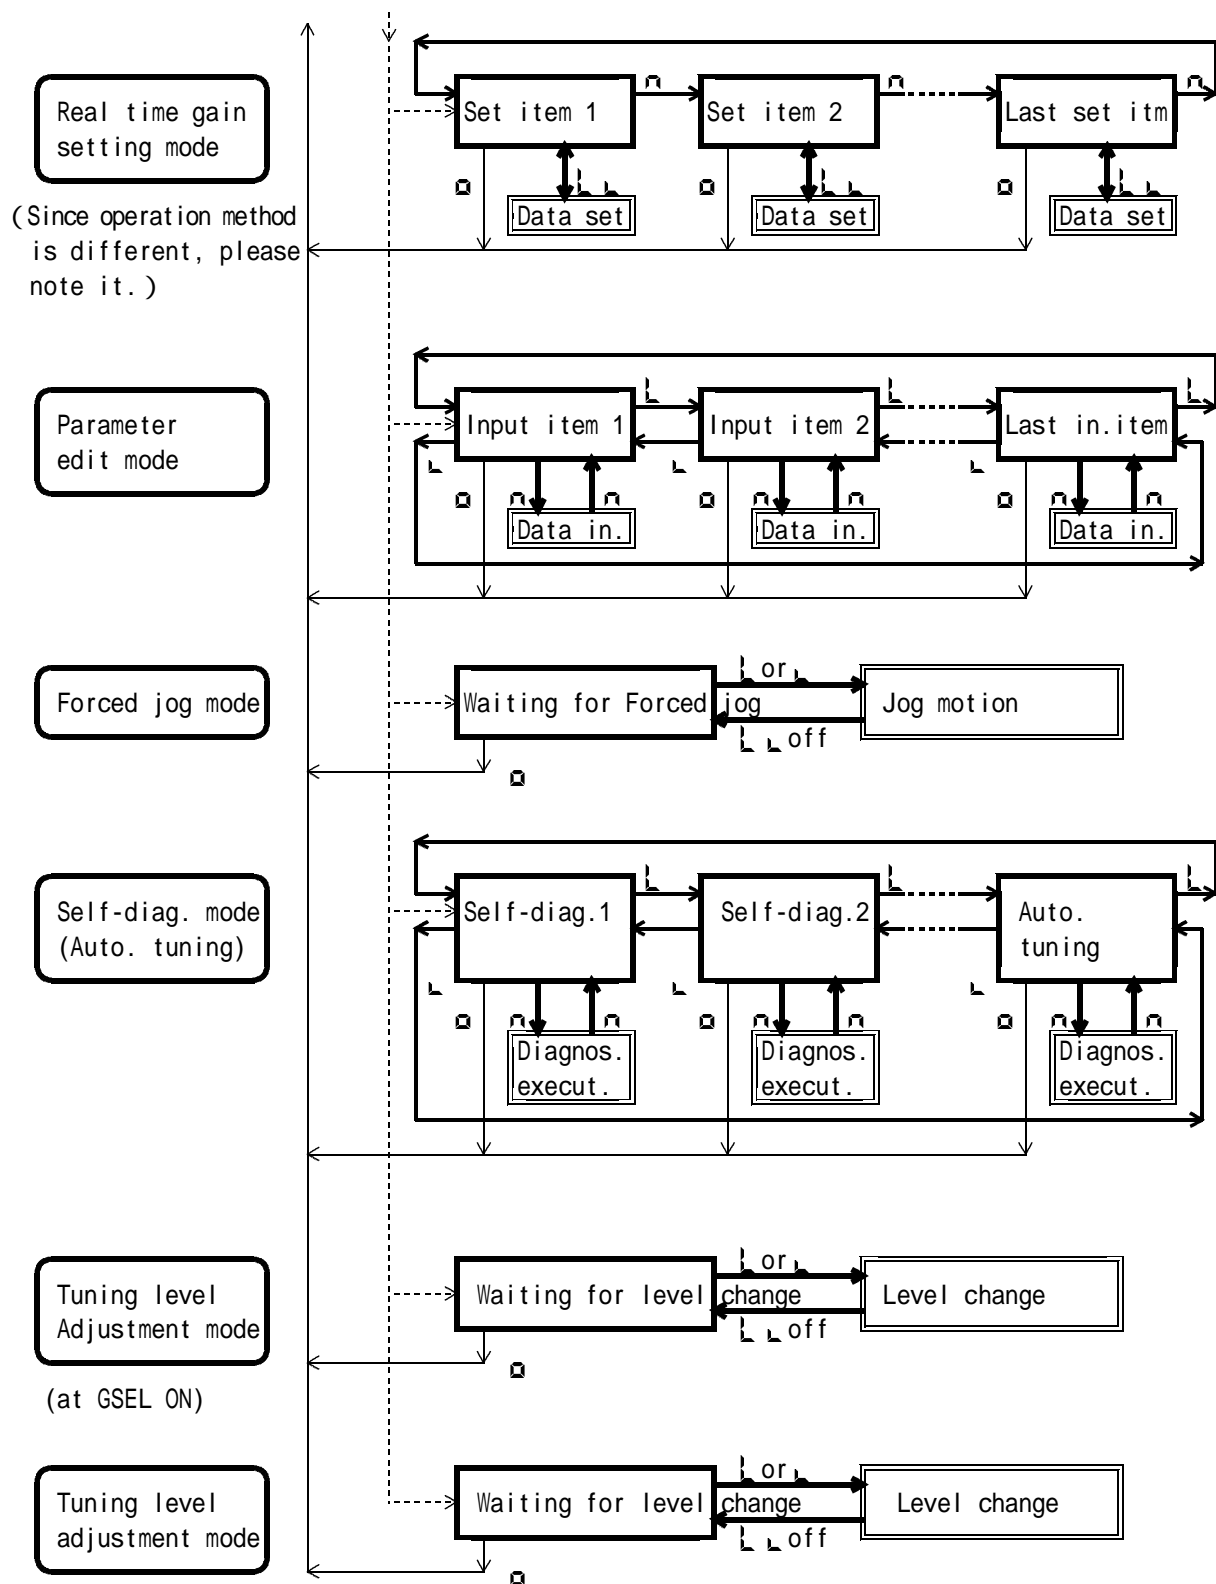 Real time gain
setting mode
(Since operation method
is different, please
note it.)
Set item 1
Set item 2
Last set itm
Data set
Data set
Data set
Parameter
edit mode
Input item 1
Input item 2
Last in.item
Data in.
Data in.
Data in.
Forced jog mode
Waiting for Forced jog
or
off
Jog motion
Self-diag. mode
(Auto. tuning)
Self-diag.1
Self-diag.2
Auto.
tuning
Diagnos.
execut.
Diagnos.
execut.
Diagnos.
execut.
Tuning level
Adjustment mode
(at GSEL ON)
Waiting for level change
or
off
Level change
Tuning level
adjustment mode
Waiting for level change
or
off
Level change